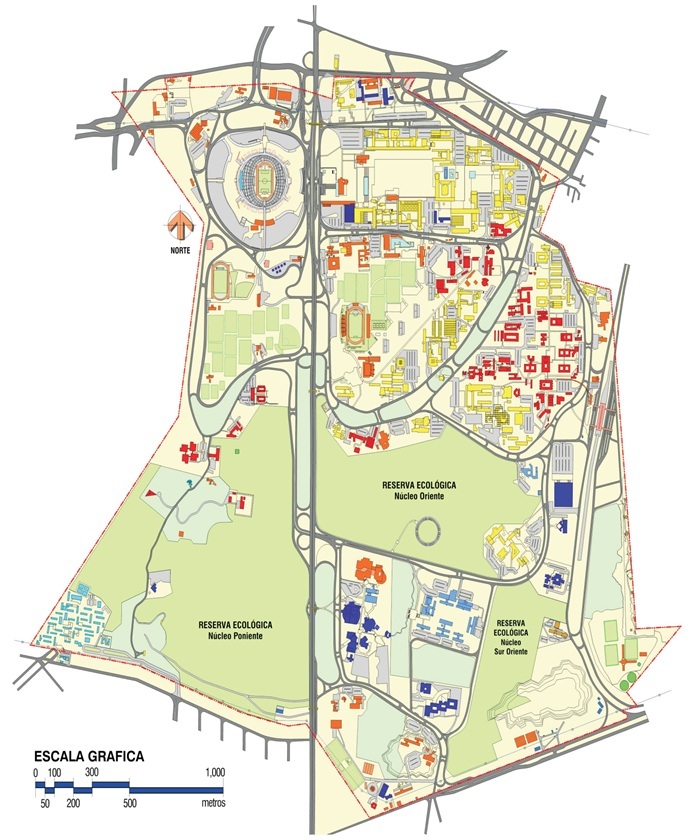 NORTE
RESERVA ECOLÓGICA
Núcleo Oriente
RESERVA ECOLÓGICA
Núcleo Poniente
RESERVA
ECOLÓGICA
Núcleo
Sur Oriente
ESCALA GRAFICA
0 100 300 1,000
50 200 500 metros